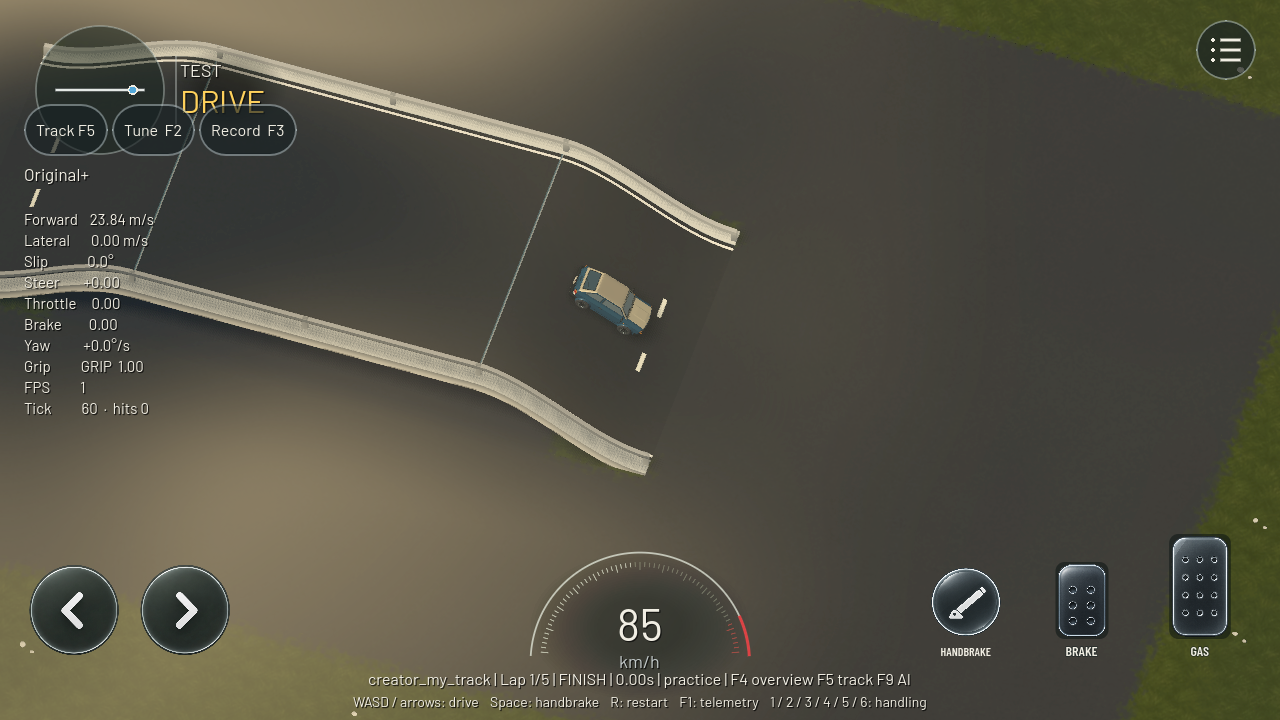 TEST
DRIVE
Track F5
Tune F2
Record F3
Original+
Forward 23.84 m/s
Lateral 0.00 m/s
Slip 0.0°
Steer +0.00
Throttle 0.00
Brake 0.00
Yaw +0.0°/s
Grip GRIP 1.00
FPS 1
Tick 60 · hits 0
85
km/h
HANDBRAKE
BRAKE
GAS
creator_my_track | Lap 1/5 | FINISH | 0.00s | practice | F4 overview F5 track F9 AI
WASD / arrows: drive Space: handbrake R: restart F1: telemetry 1 / 2 / 3 / 4 / 5 / 6: handling